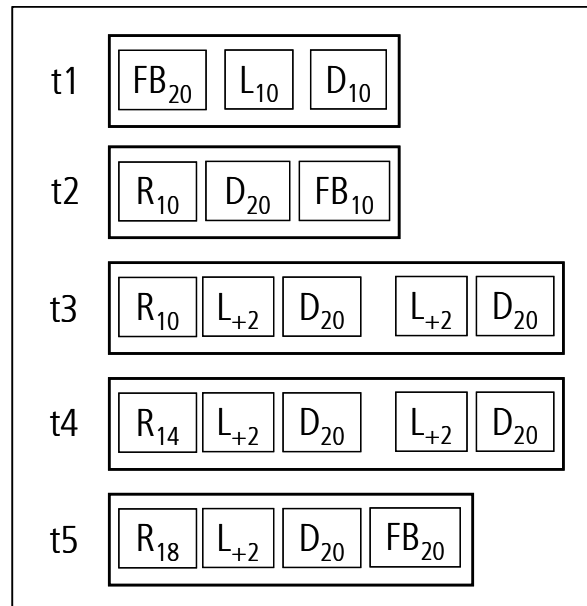 t1 FB₂₀ L₁₀ D₁₀
t2 R₁₀ D₂₀ FB₁₀
t3 R₁₀ L₊₂ D₂₀ L₊₂ D₂₀
t4 R₁₄ L₊₂ D₂₀ L₊₂ D₂₀
t5 R₁₈ L₊₂ D₂₀ FB₂₀